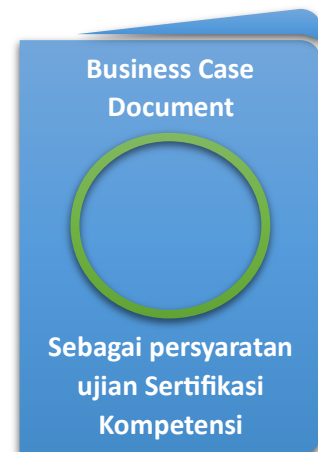 Business Case
Document
Sebagai persyaratan
ujian Sertifikasi
Kompetensi